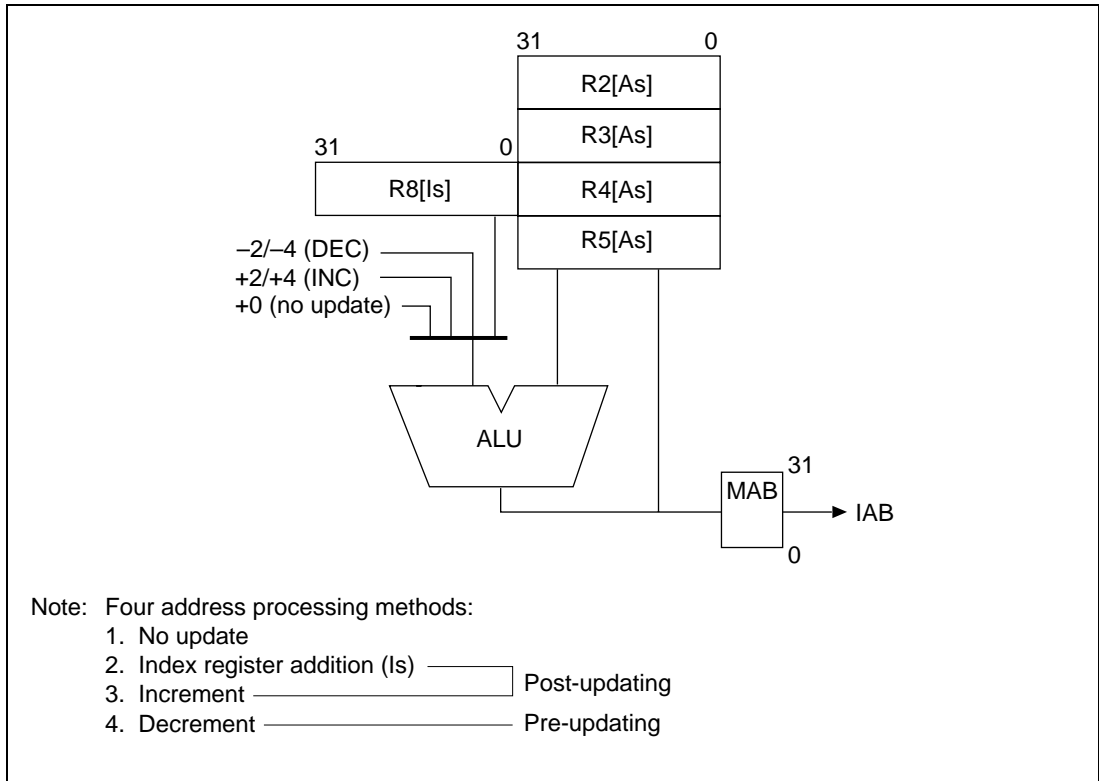 31 0
R2[As]
R3[As]
31 0
R8[Is] R4[As]
R5[As]
–2/–4 (DEC)
+2/+4 (INC)
+0 (no update)
ALU
31
MAB
IAB
0
Note: Four address processing methods:
1. No update
2. Index register addition (Is)
Post-updating
3. Increment
4. Decrement Pre-updating